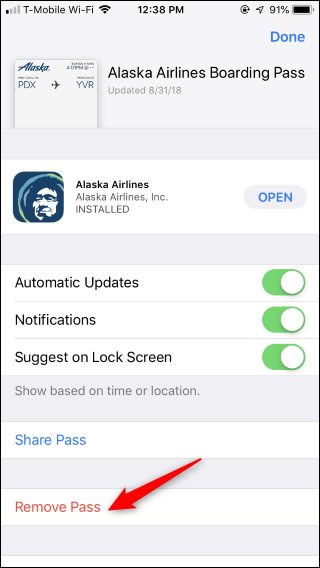 T-Mobile Wi-Fi 12:38 PM 91%
Done
Alaska Airlines Boarding Pass
Updated 8/31/18
Alaska
PDX YVR
Alaska Airlines
Alaska Airlines, Inc.
INSTALLED
OPEN
Automatic Updates
Notifications
Suggest on Lock Screen
Show based on time or location.
Share Pass
Remove Pass